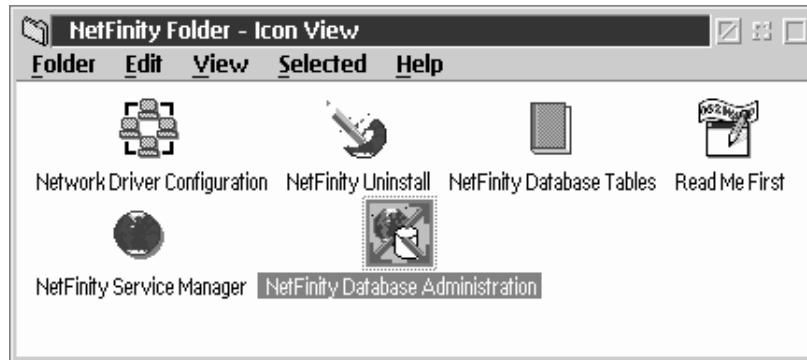 NetFinity Folder - Icon View
Folder Edit View Selected Help
Network Driver Configuration NetFinity Uninstall NetFinity Database Tables Read Me First
NetFinity Service Manager NetFinity Database Administration